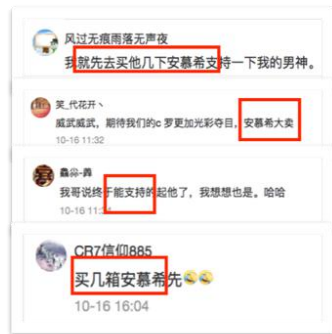 风过无痕雨落无声夜
我就先去买他几下安慕希支持一下我的男神。
笑_代花开丶
威武威武，期待我们的c 罗更加光彩夺目，安慕希大卖
10-16 11:32
我哥说终于能支持的起他了，我想想也是。哈哈
10-16 11:
CR7信仰885
买几箱安慕希先
10-16 16:04